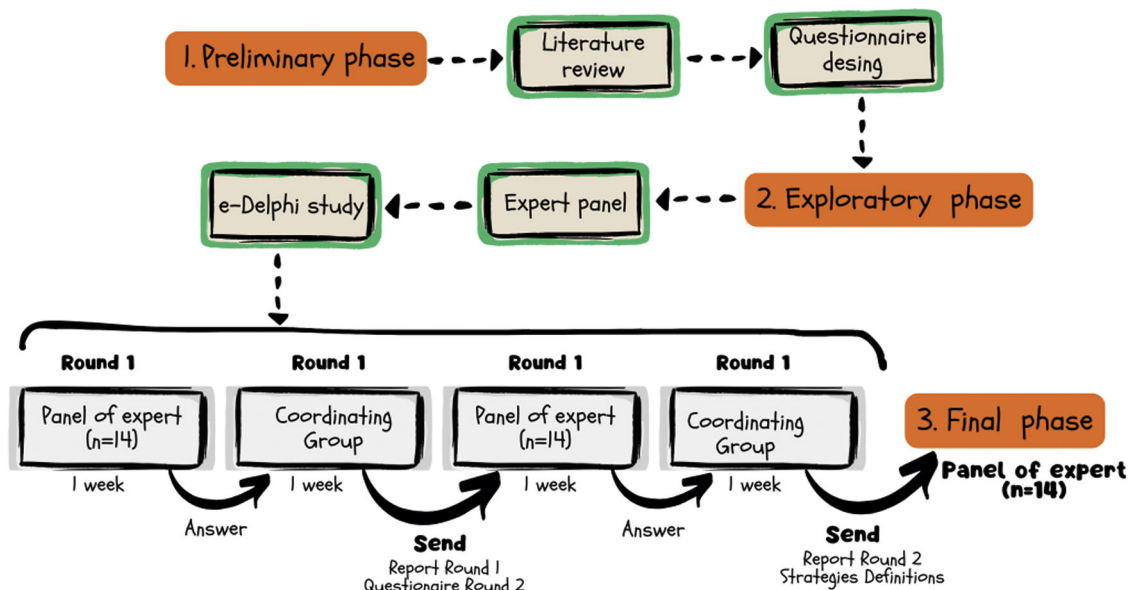 1. Preliminary phase
Literature
review
Questionnaire
desing
2. Exploratory phase
Expert panel
e-Delphi study
Round 1
Panel of expert
(n=14)
1 week
Answer
Round 1
Coordinating
Group
1 week
Send
Report Round 1
Questionaire Round 2
Round 1
Panel of expert
(n=14)
1 week
Answer
Round 1
Coordinating
Group
1 week
Send
Report Round 2
Strategies Definitions
3. Final phase
Panel of expert
(n=14)